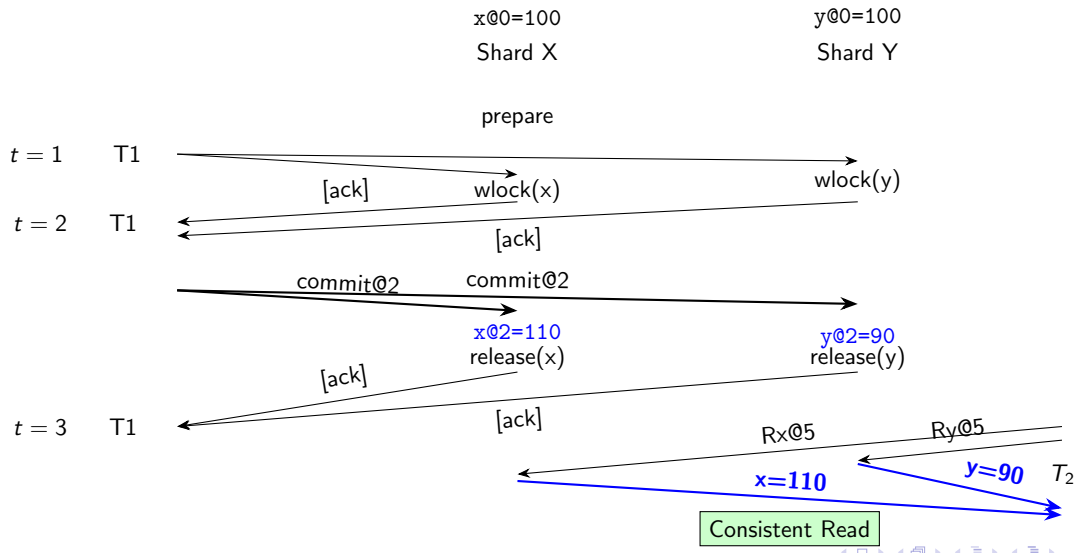 x@0=100 y@0=100
Shard X Shard Y
prepare
t = 1 T1
wlock(x) wlock(y)
[ack]
t = 2 T1
[ack]
commit@2 commit@2
x@2=110 y@2=90
release(x) release(y)
[ack]
t = 3 T1
[ack]
Rx@5 Ry@5
x=110 y=90 T2
Consistent Read